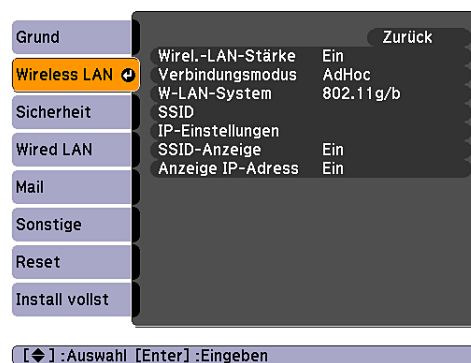 Grund
Wireless LAN
Sicherheit
Wired LAN
Mail
Sonstige
Reset
Install vollst
Zurück
Wirel.-LAN-Stärke Ein
Verbindungsmodus AdHoc
W-LAN-System 802.11g/b
SSID
IP-Einstellungen
SSID-Anzeige Ein
Anzeige IP-Adress Ein
[◆] :Auswahl [Enter] :Eingeben